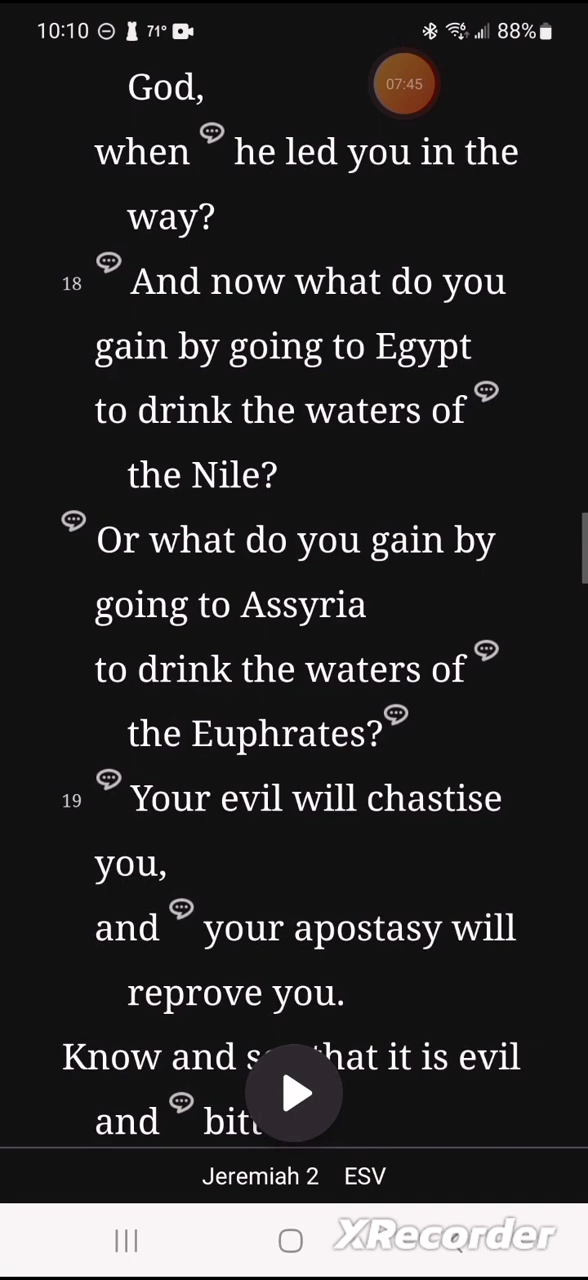 10:10 71° 88%
07:45
God,
when he led you in the
way?
18 And now what do you
gain by going to Egypt
to drink the waters of
the Nile?
Or what do you gain by
going to Assyria
to drink the waters of
the Euphrates?
19 Your evil will chastise
you,
and your apostasy will
reprove you.
Know and that it is evil
and
Jeremiah 2 ESV
XRecorder